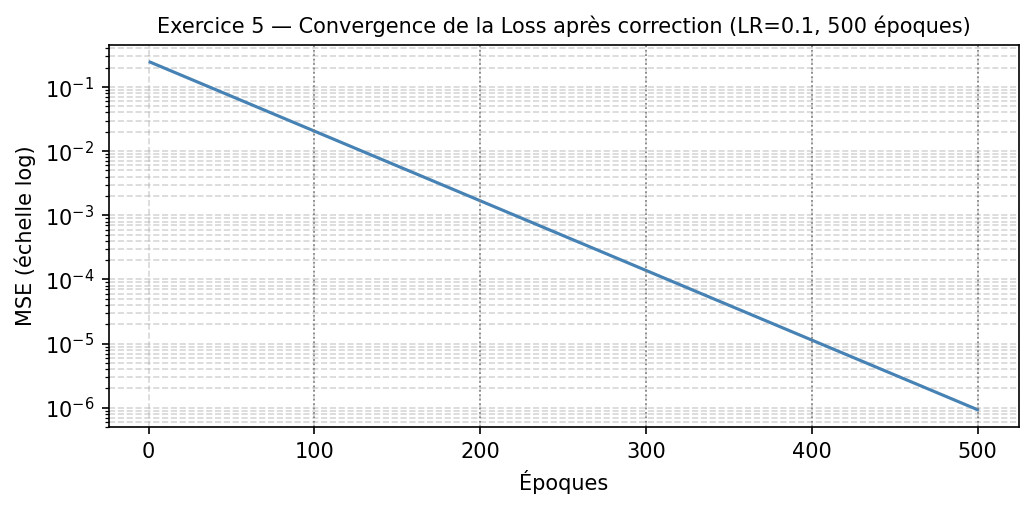 Exercice 5 — Convergence de la Loss après correction (LR=0.1, 500 époques)
MSE (échelle log)
10⁻¹
10⁻²
10⁻³
10⁻⁴
10⁻⁵
10⁻⁶
0 100 200 300 400 500
Époques